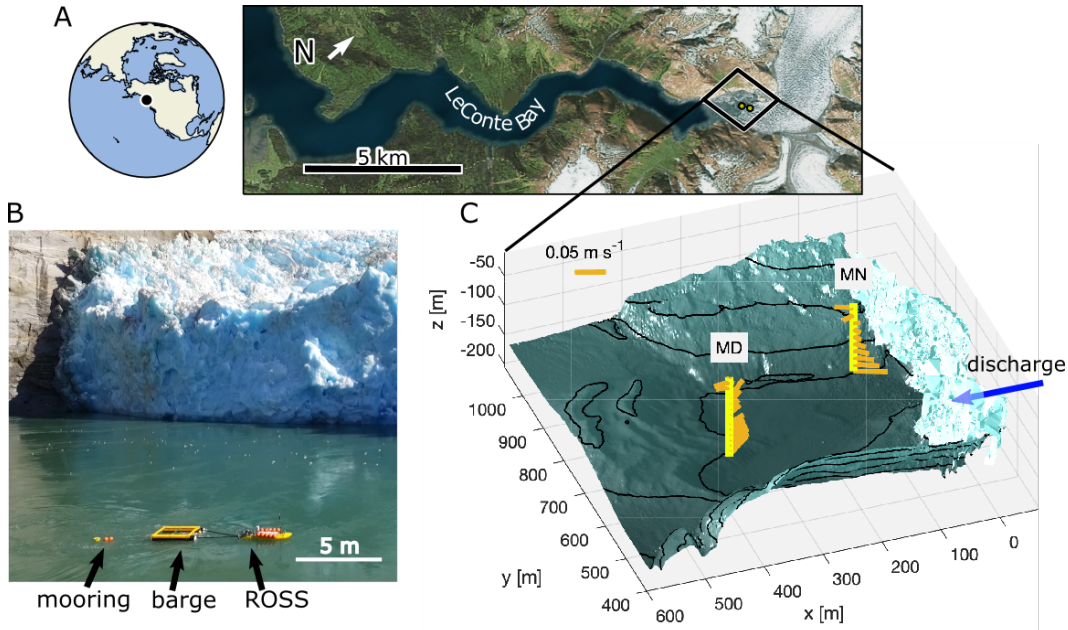 A
N
LeConte Bay
5 km
B
5 m
mooring
barge
ROSS
C
0.05 m s⁻¹
MN
MD
discharge
z [m]
-50
-100
-150
-200
1000
900
800
700
600
500
400
y [m]
600
500
400
300
200
100
0
x [m]